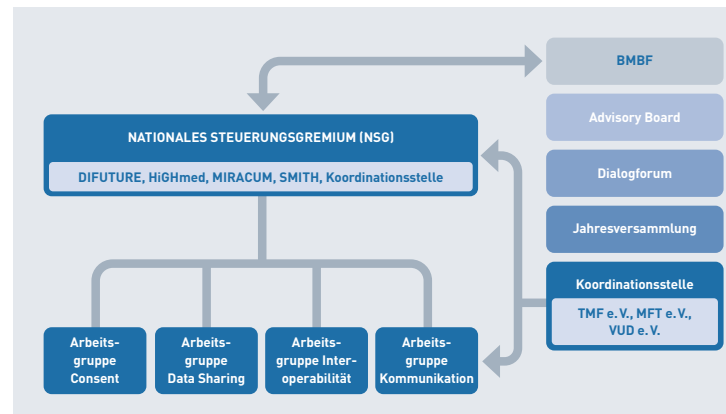 BMBF
Advisory Board
NATIONALES STEUERUNGSGREMIUM (NSG)
DIFUTURE, HiGHmed, MIRACUM, SMITH, Koordinationsstelle
Dialogforum
Jahresversammlung
Koordinationsstelle
TMF e. V., MFT e. V.,
VUD e. V.
Arbeits-
gruppe
Consent
Arbeits-
gruppe
Data Sharing
Arbeits-
gruppe Inter-
operabilität
Arbeits-
gruppe
Kommunikation